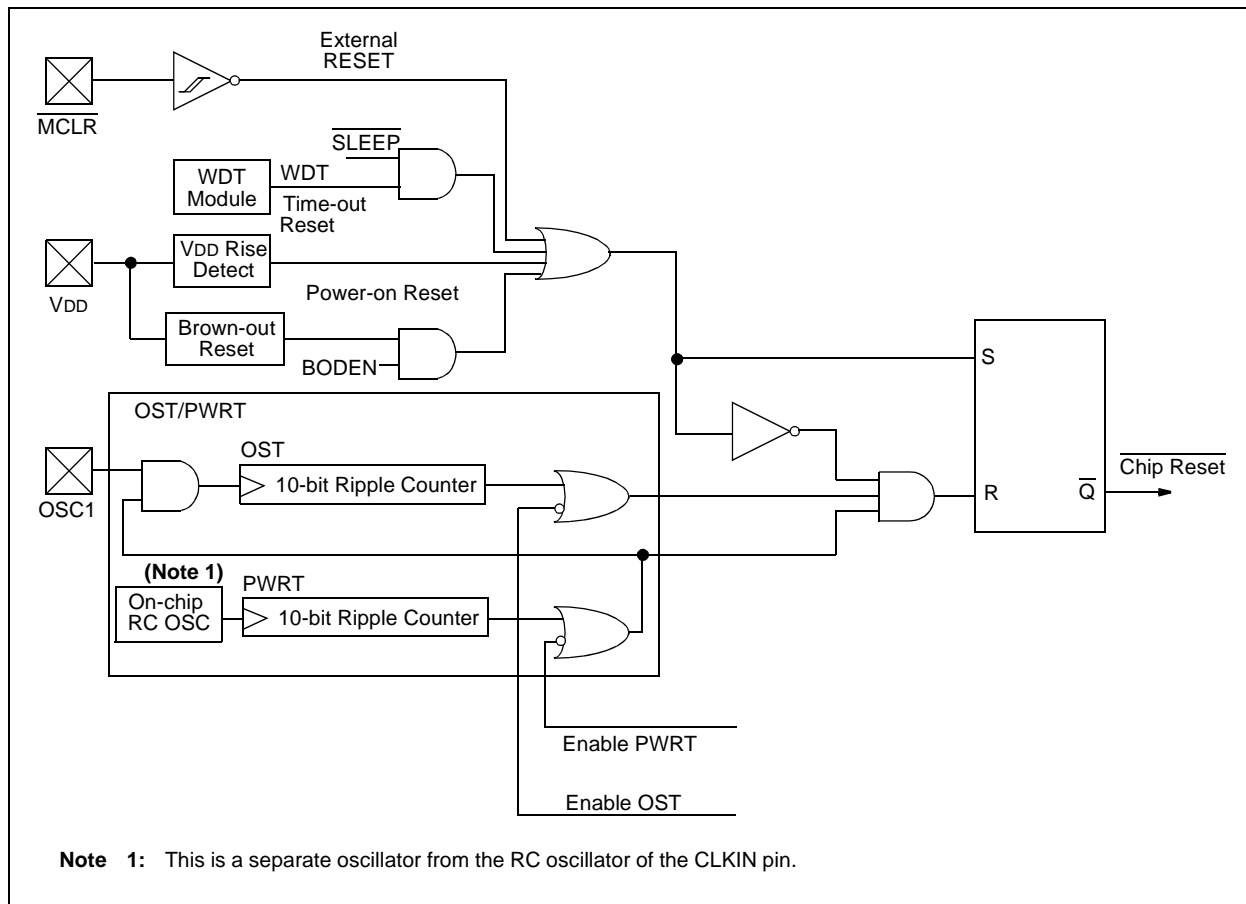 External
RESET
MCLR
SLEEP
WDT
Module
WDT
Time-out
Reset
VDD Rise
Detect
VDD
Power-on Reset
Brown-out
Reset
BODEN
S
OST/PWRT
OST
10-bit Ripple Counter
OSC1
Chip Reset
R
Q
(Note 1)
On-chip
RC OSC
PWRT
10-bit Ripple Counter
Enable PWRT
Enable OST
Note 1: This is a separate oscillator from the RC oscillator of the CLKIN pin.